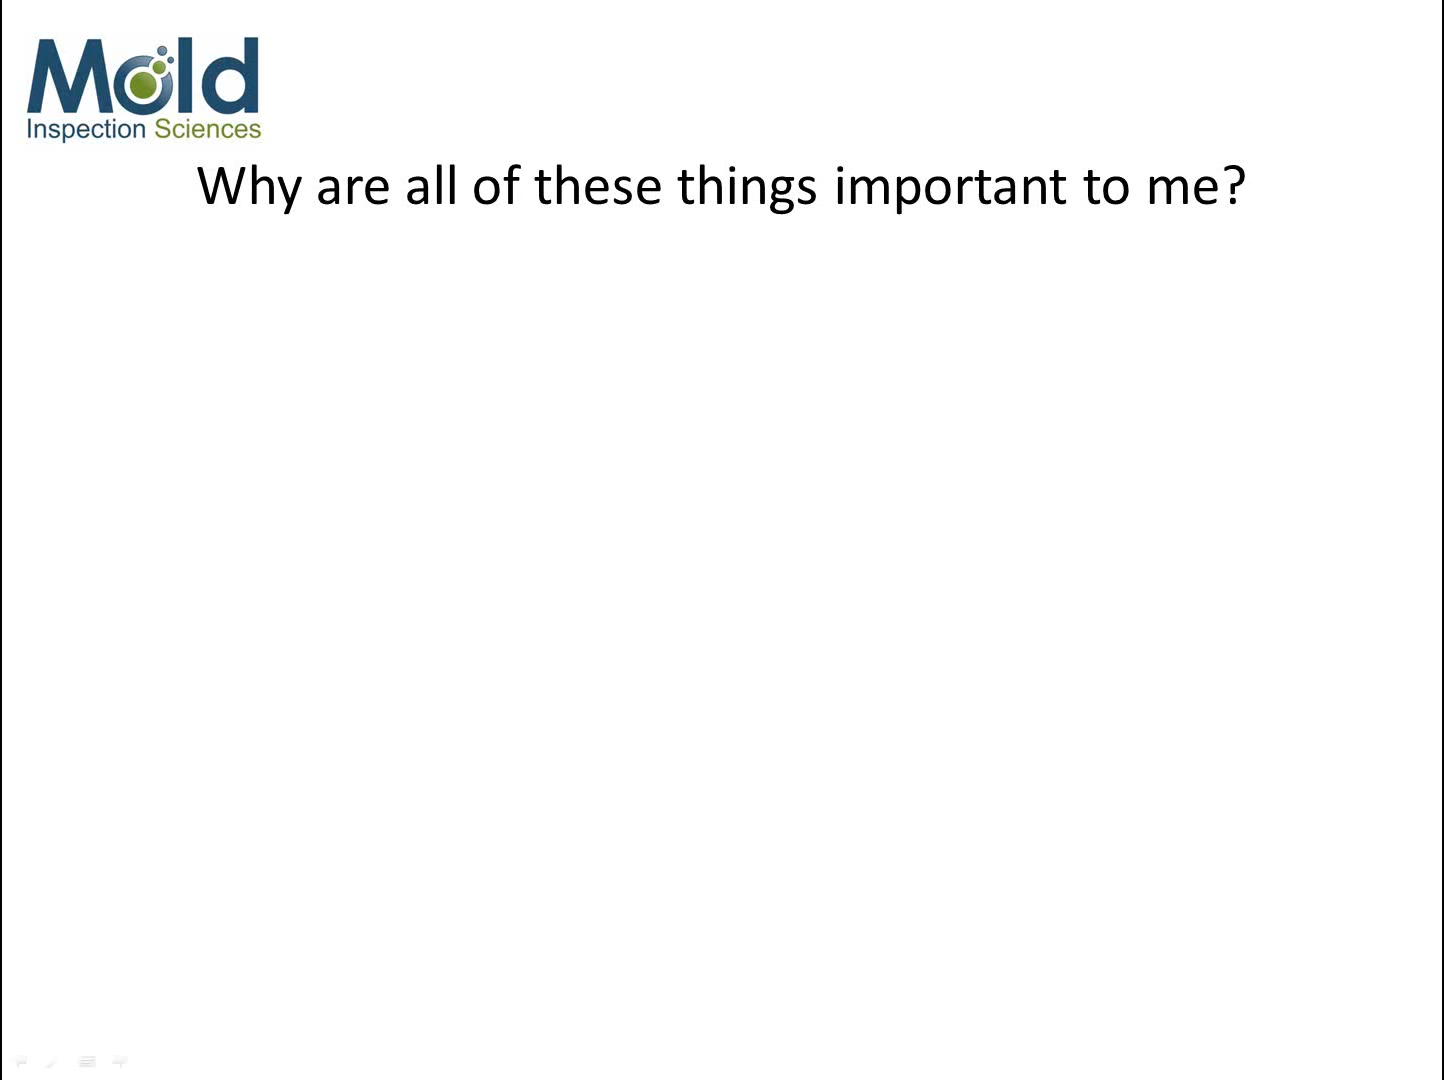 Mold
Inspection Sciences
Why are all of these things important to me?